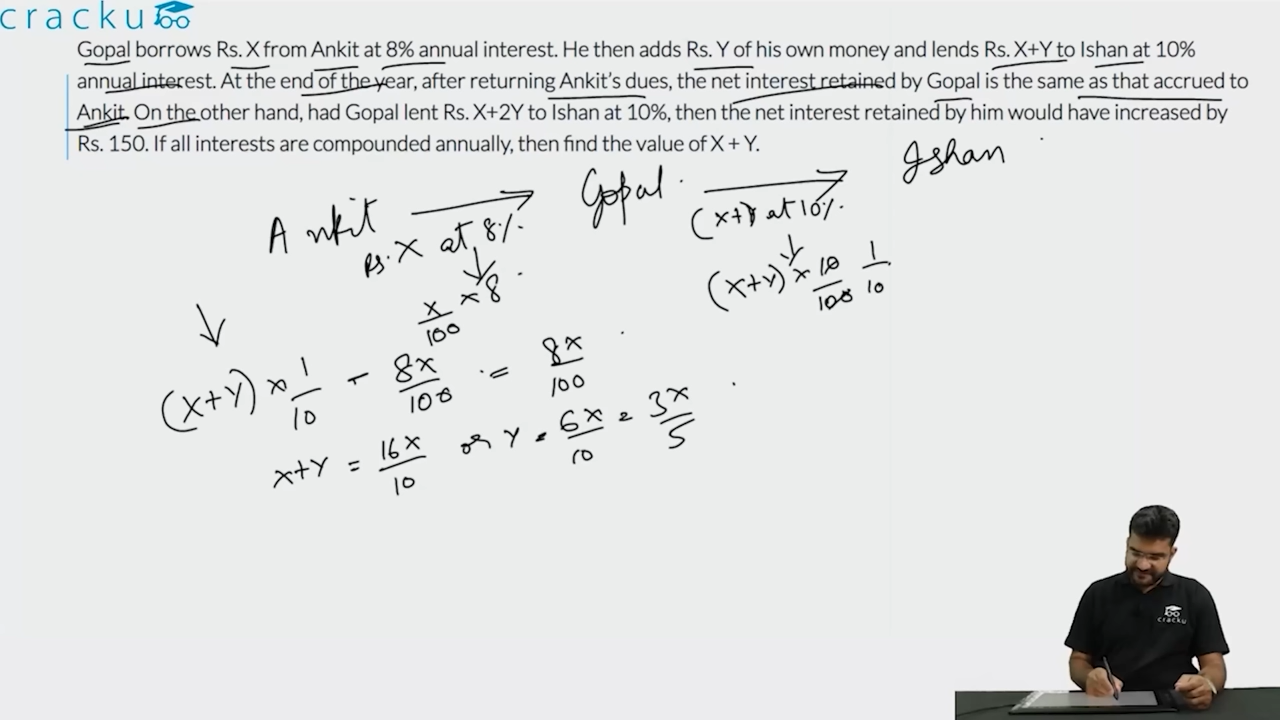 cracku
Gopal borrows Rs. X from Ankit at 8% annual interest. He then adds Rs. Y of his own money and lends Rs. X+Y to Ishan at 10%
annual interest. At the end of the year, after returning Ankit's dues, the net interest retained by Gopal is the same as that accrued to
Ankit. On the other hand, had Gopal lent Rs. X+2Y to Ishan at 10%, then the net interest retained by him would have increased by
Rs. 150. If all interests are compounded annually, then find the value of X + Y.
Ankit → Gopal → Ishan
Rs. X at 8% (X+Y) at 10%
X/100 × 8 (X+Y) × 10/100 1/10
(X+Y) × 1/10 - 8X/100 = 8X/100
X+Y = 16X/10 or Y = 6X/10 = 3X/5
cracku